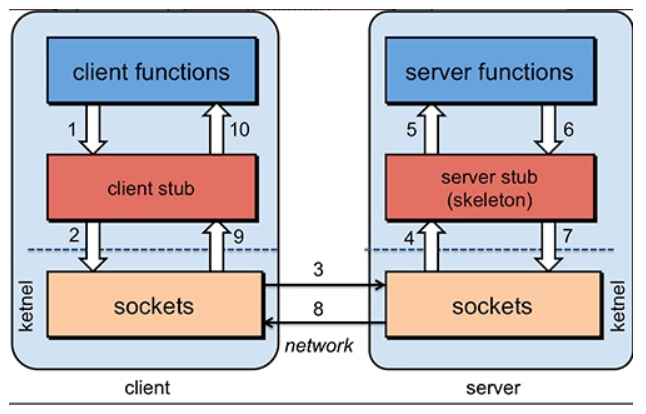 client functions
server functions
1
10
5
6
client stub
server stub
(skeleton)
2
9
4
7
ketnel
sockets
3
8
network
sockets
ketnel
client
server